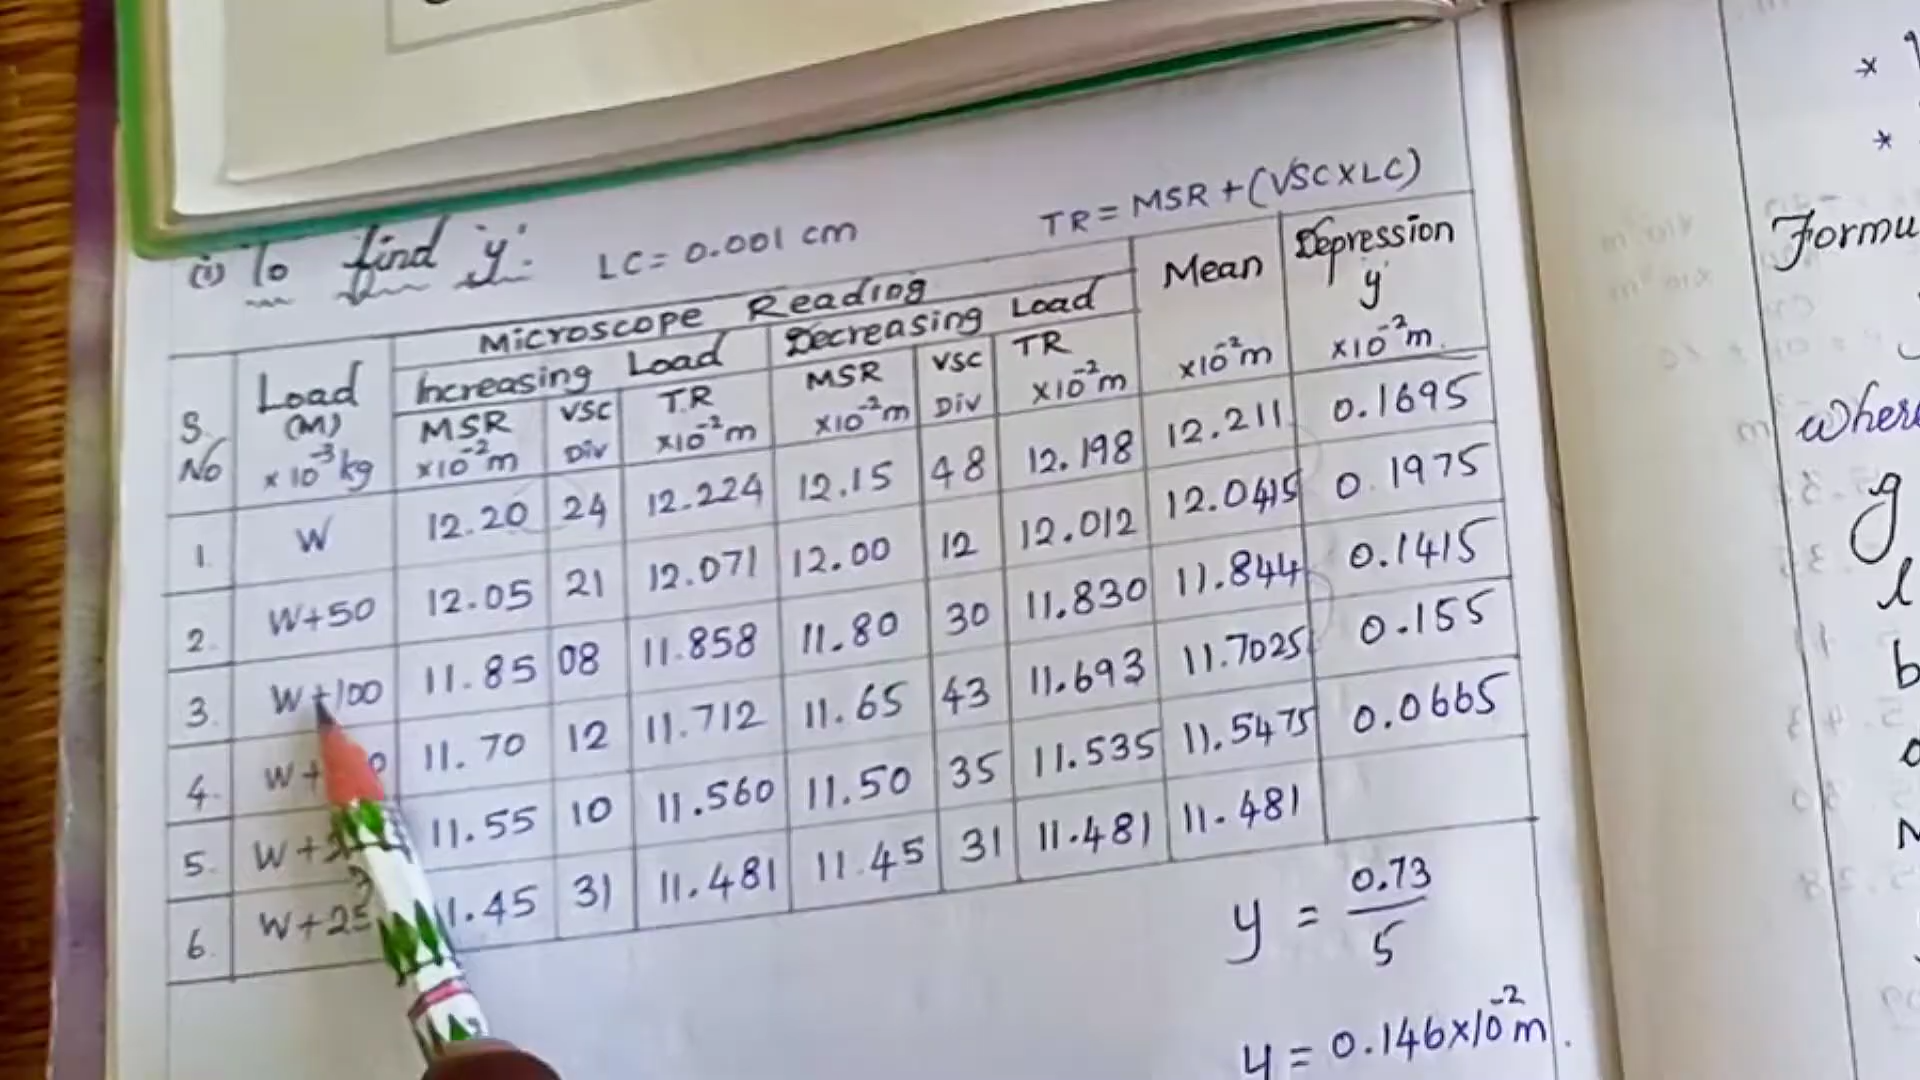 (i) To find 'y': LC = 0.001 cm TR = MSR + (VSC X LC)
S. No
Load (M) x 10⁻³ kg
Microscope Reading
Increasing Load
Decreasing Load
Mean x10⁻²m
Depression 'y' x10⁻²m.
MSR x10⁻²m VSC Div TR x10⁻²m MSR x10⁻²m VSC Div TR x10⁻²m
1. W 12.20 24 12.224 12.15 48 12.198 12.211 0.1695
2. W+50 12.05 21 12.071 12.00 12 12.012 12.0415 0.1975
3. W+100 11.85 08 11.858 11.80 30 11.830 11.844 0.1415
4. W+ 11.70 12 11.712 11.65 43 11.693 11.7025 0.155
5. W+ 11.55 10 11.560 11.50 35 11.535 11.5475 0.0665
6. W+25 1.45 31 11.481 11.45 31 11.481 11.481
y = 0.73 / 5
y = 0.146x10⁻²m.
*
*
Formu
where
g
l
b